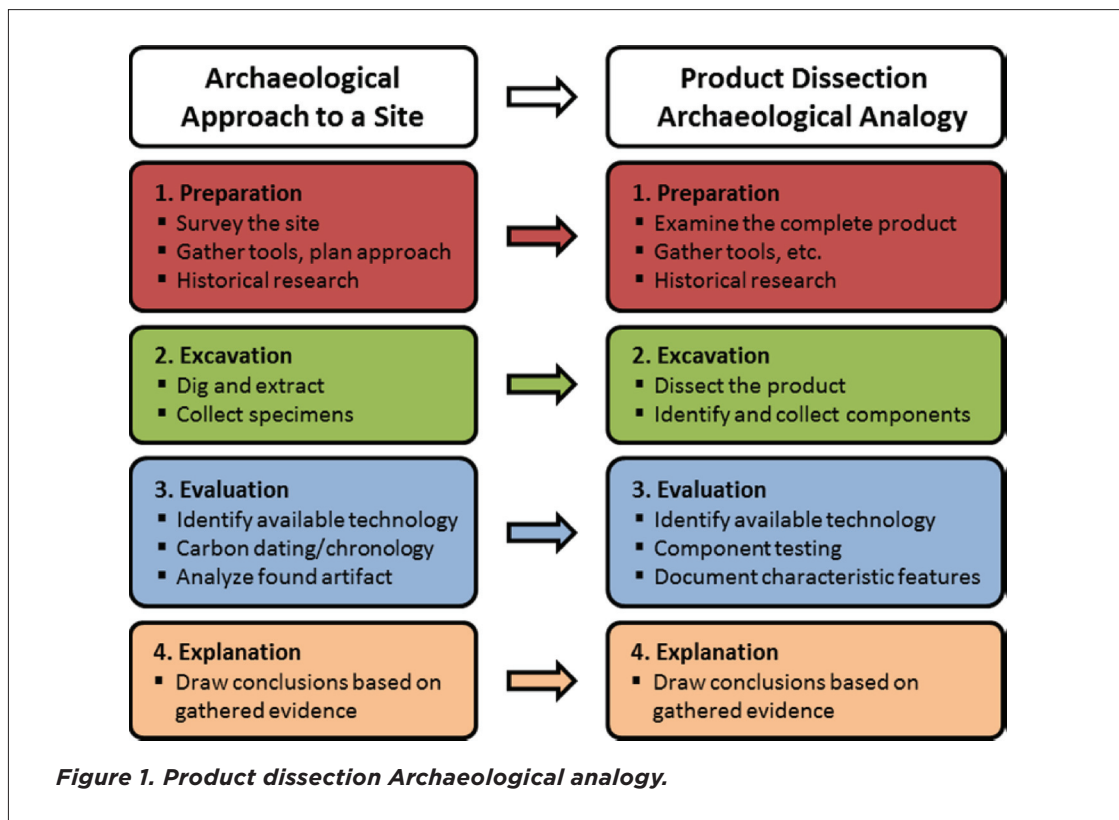 Archaeological
Approach to a Site
Product Dissection
Archaeological Analogy
1. Preparation
▪ Survey the site
▪ Gather tools, plan approach
▪ Historical research
1. Preparation
▪ Examine the complete product
▪ Gather tools, etc.
▪ Historical research
2. Excavation
▪ Dig and extract
▪ Collect specimens
2. Excavation
▪ Dissect the product
▪ Identify and collect components
3. Evaluation
▪ Identify available technology
▪ Carbon dating/chronology
▪ Analyze found artifact
3. Evaluation
▪ Identify available technology
▪ Component testing
▪ Document characteristic features
4. Explanation
▪ Draw conclusions based on
gathered evidence
4. Explanation
▪ Draw conclusions based on
gathered evidence
Figure 1. Product dissection Archaeological analogy.